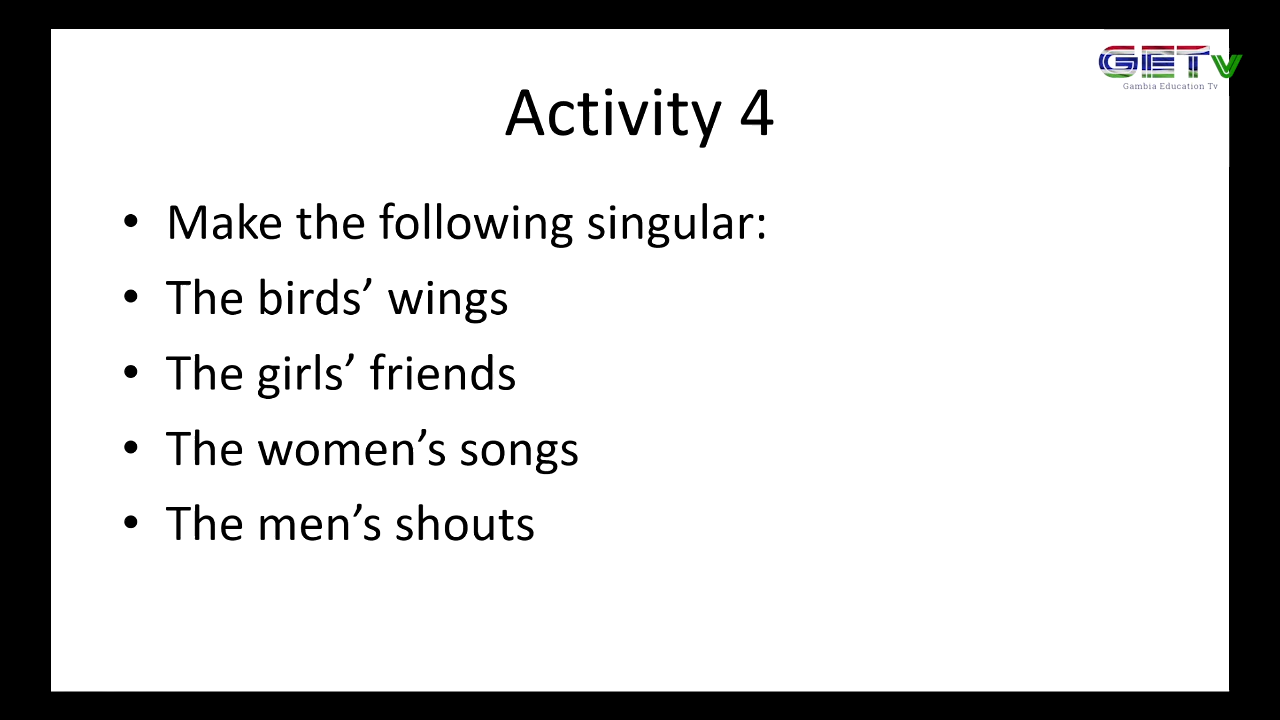 GETv
Gambia Education Tv
Activity 4
• Make the following singular:
• The birds’ wings
• The girls’ friends
• The women’s songs
• The men’s shouts